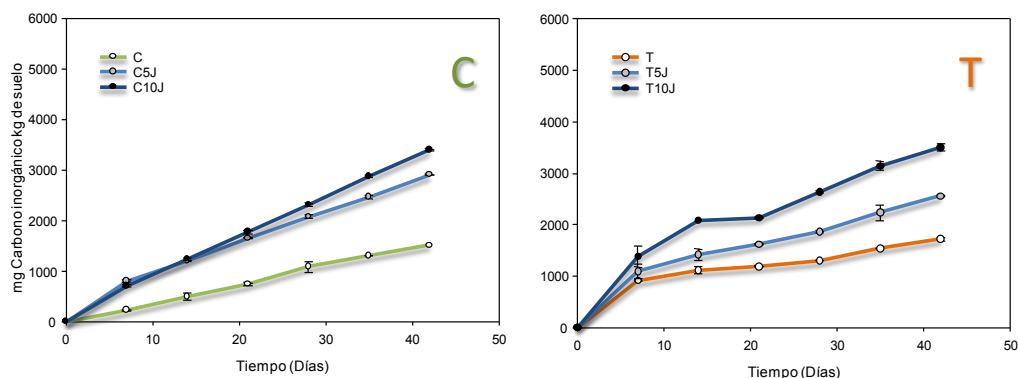 6000
5000
4000
3000
2000
1000
0
mg Carbono inorgánico kg de suelo
C
C5J
C10J
C
0 10 20 30 40 50
Tiempo (Días)
6000
5000
4000
3000
2000
1000
0
T
T5J
T10J
T
0 10 20 30 40 50
Tiempo (Días)